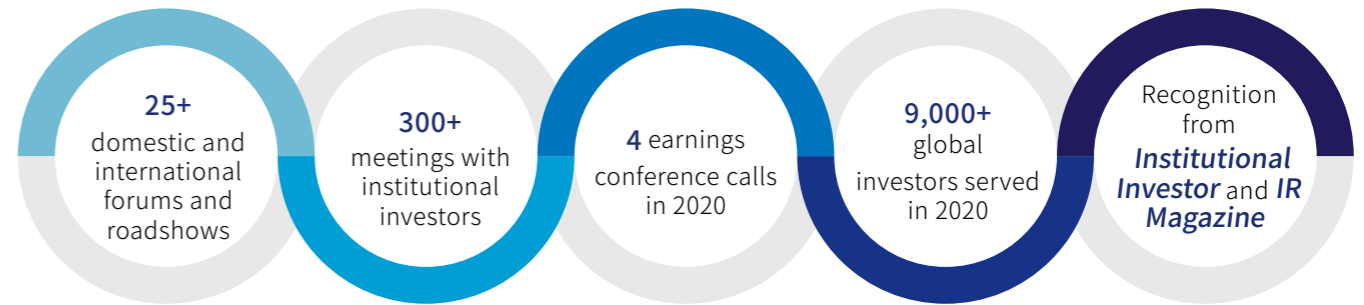 25+
domestic and
international
forums and
roadshows
300+
meetings with
institutional
investors
4 earnings
conference calls
in 2020
9,000+
global
investors served
in 2020
Recognition
from
Institutional
Investor and IR
Magazine